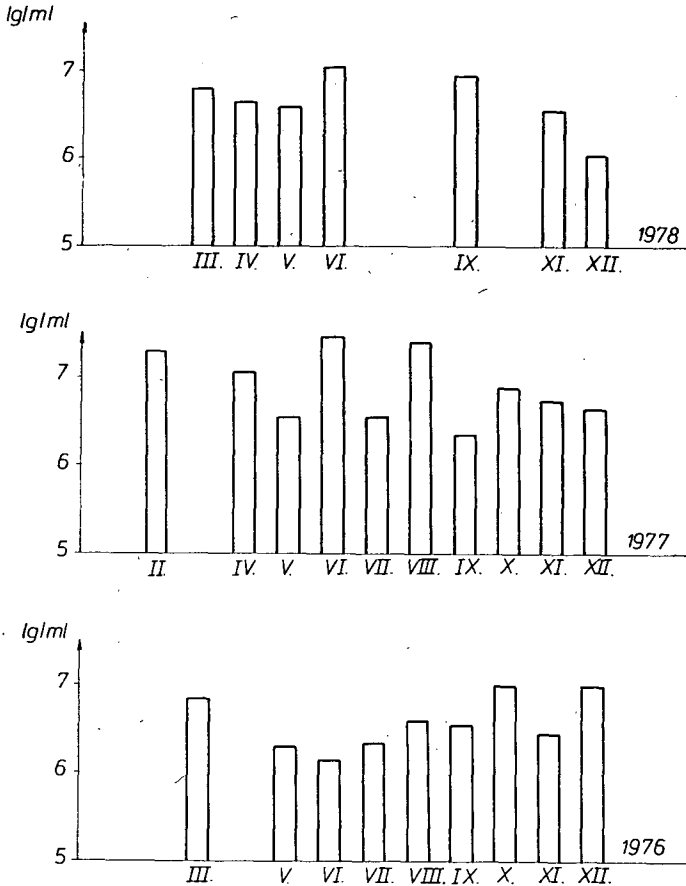 lg/ml
7
6
5
1978
III. IV. V. VI. IX. XI. XII.
lg/ml
7
6
5
1977
II. IV. V. VI. VII. VIII. IX. X. XI. XII.
lg/ml
7
6
5
1976
III. V. VI. VII. VIII. IX. X. XI. XII.